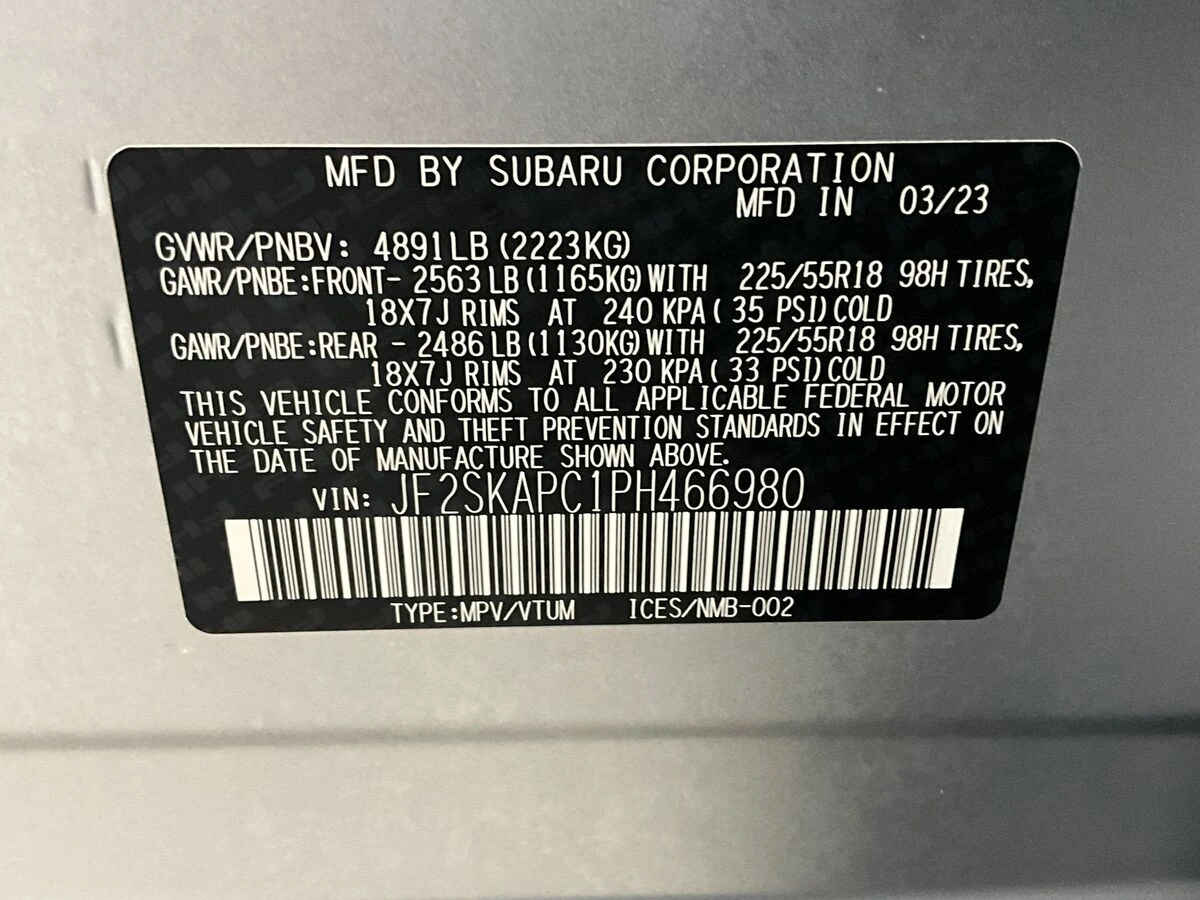 MFD BY SUBARU CORPORATION
MFD IN 03/23
GVWR/PNBV: 4891LB (2223KG)
GAWR/PNBE:FRONT- 2563 LB (1165KG) WITH 225/55R18 98H TIRES,
18X7J RIMS AT 240 KPA ( 35 PSI) COLD
GAWR/PNBE:REAR - 2486 LB (1130KG) WITH 225/55R18 98H TIRES,
18X7J RIMS AT 230 KPA ( 33 PSI) COLD
THIS VEHICLE CONFORMS TO ALL APPLICABLE FEDERAL MOTOR
VEHICLE SAFETY AND THEFT PREVENTION STANDARDS IN EFFECT ON
THE DATE OF MANUFACTURE SHOWN ABOVE.
VIN: JF2SKAPC1PH466980
TYPE:MPV/VTUM ICES/NMB-002